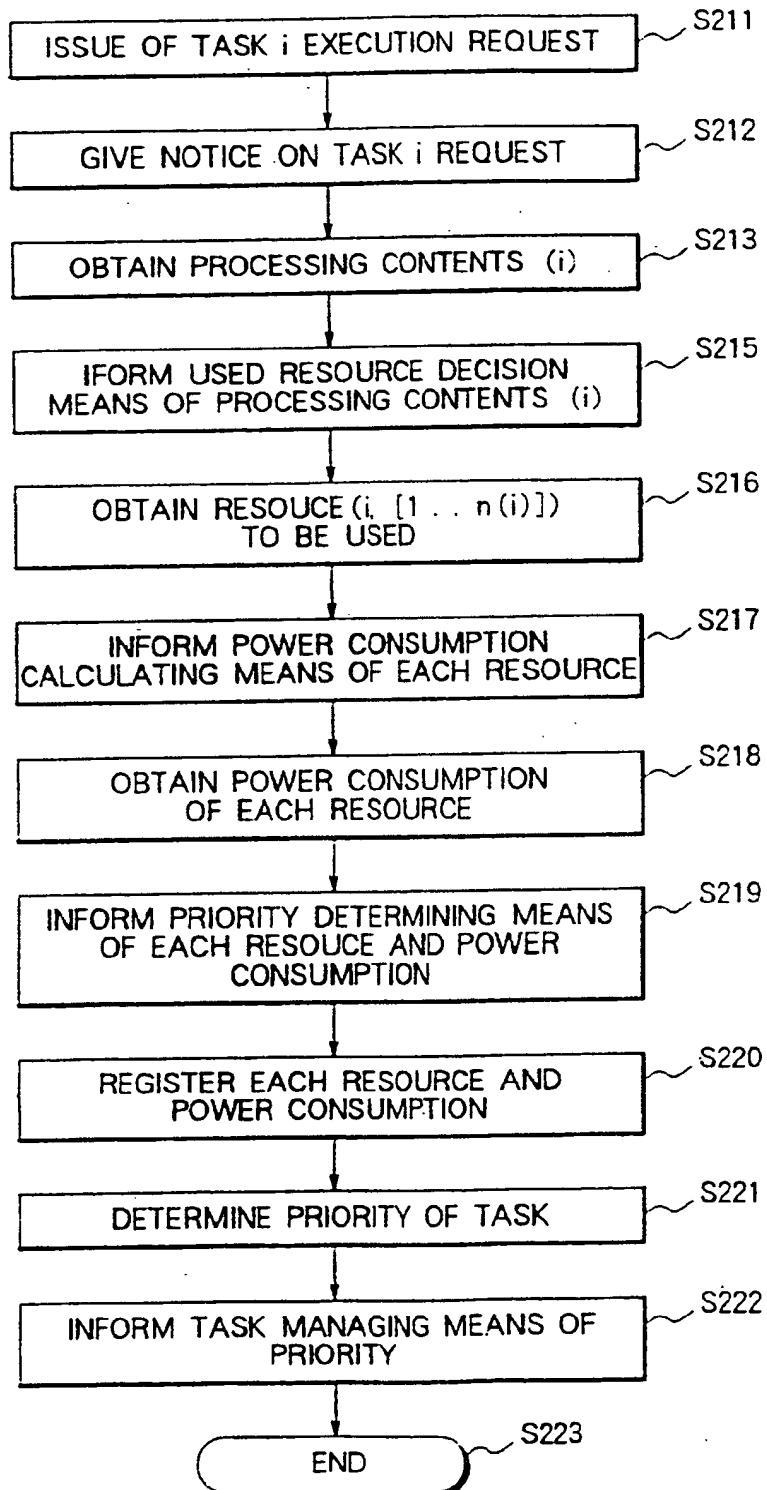 S211
ISSUE OF TASK i EXECUTION REQUEST
S212
GIVE NOTICE ON TASK i REQUEST
S213
OBTAIN PROCESSING CONTENTS (i)
S215
IFORM USED RESOURCE DECISION
MEANS OF PROCESSING CONTENTS (i)
S216
OBTAIN RESOUCE (i, [1 . . n(i)])
TO BE USED
S217
INFORM POWER CONSUMPTION
CALCULATING MEANS OF EACH RESOURCE
S218
OBTAIN POWER CONSUMPTION
OF EACH RESOURCE
S219
INFORM PRIORITY DETERMINING MEANS
OF EACH RESOUCE AND POWER
CONSUMPTION
S220
REGISTER EACH RESOURCE AND
POWER CONSUMPTION
S221
DETERMINE PRIORITY OF TASK
S222
INFORM TASK MANAGING MEANS OF
PRIORITY
S223
END